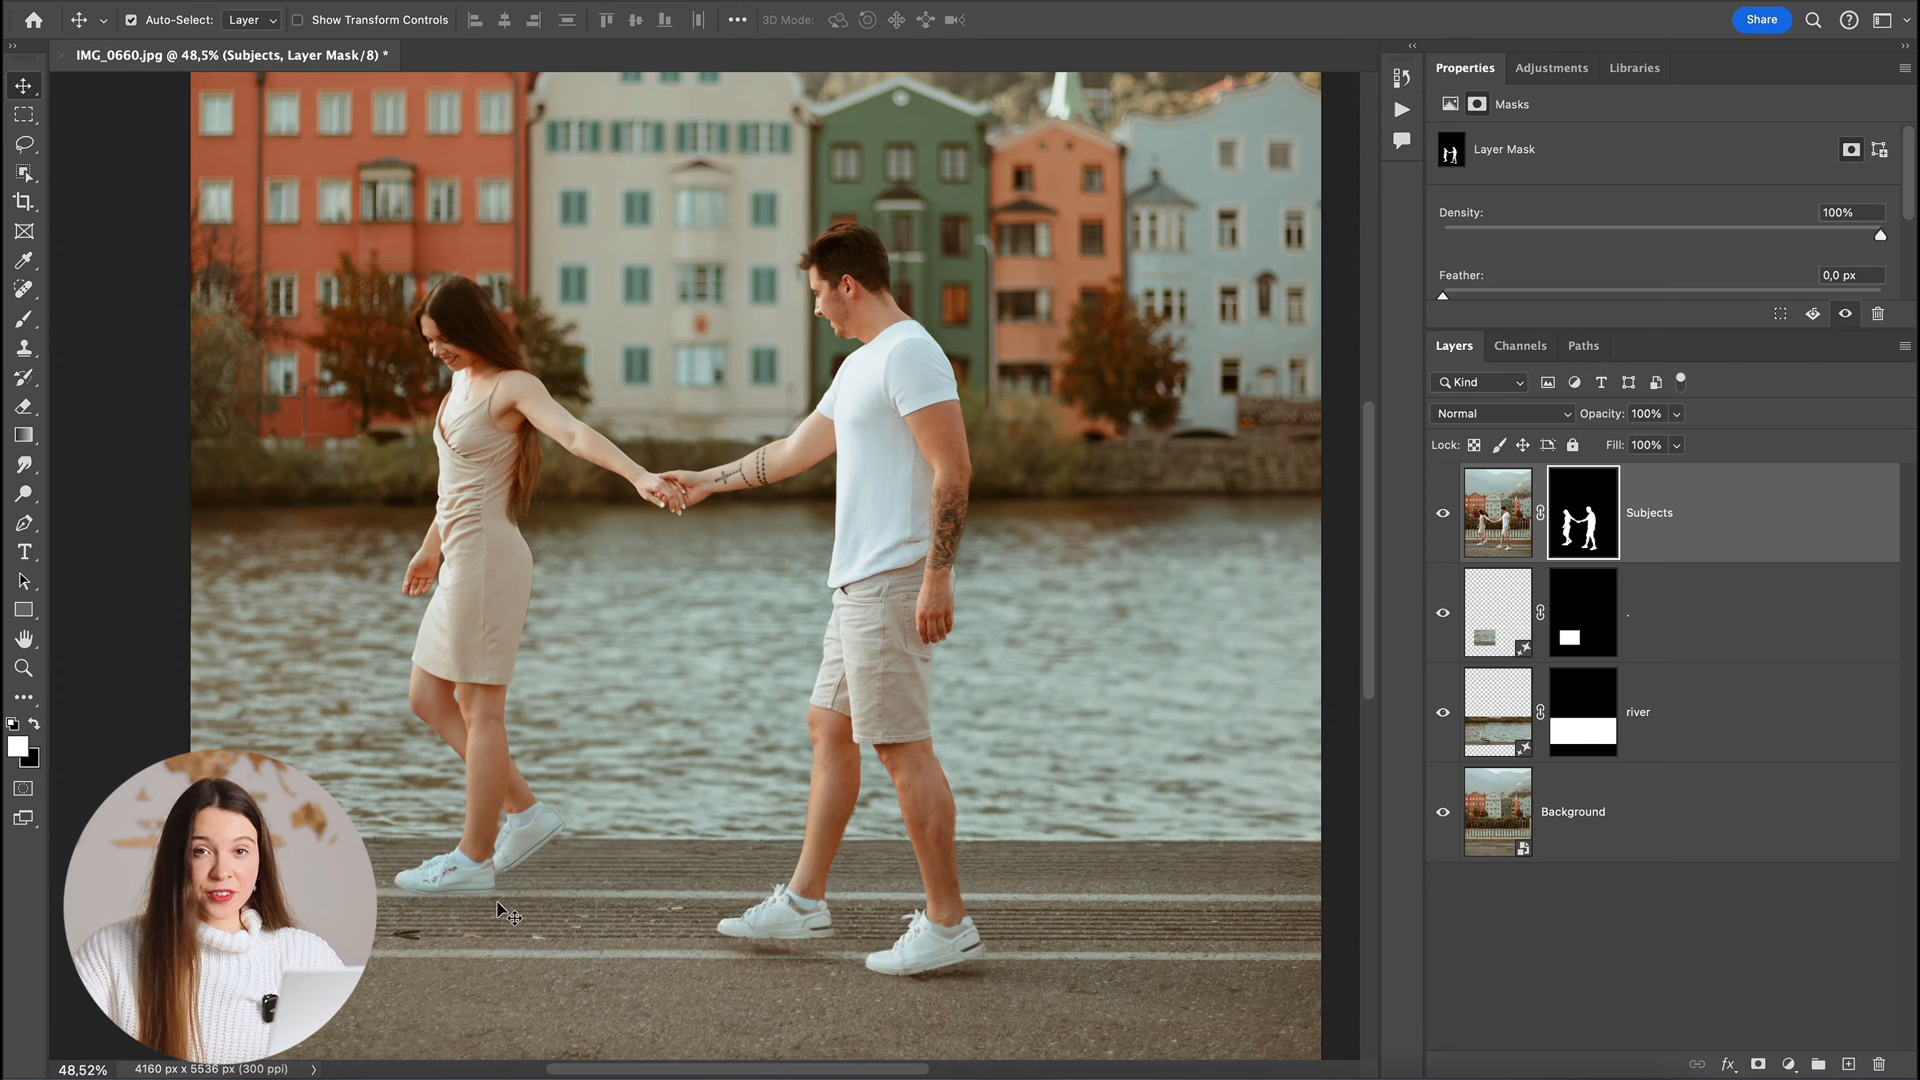 Auto-Select: Layer Show Transform Controls 3D Mode: Share
IMG_0660.jpg @ 48,5% (Subjects, Layer Mask/8) *
Properties Adjustments Libraries
Masks
Layer Mask
Density: 100%
Feather: 0,0 px
Layers Channels Paths
Kind
Normal Opacity: 100%
Lock: Fill: 100%
Subjects
.
river
Background
fx
48,52% 4160 px x 5536 px (300 ppi)